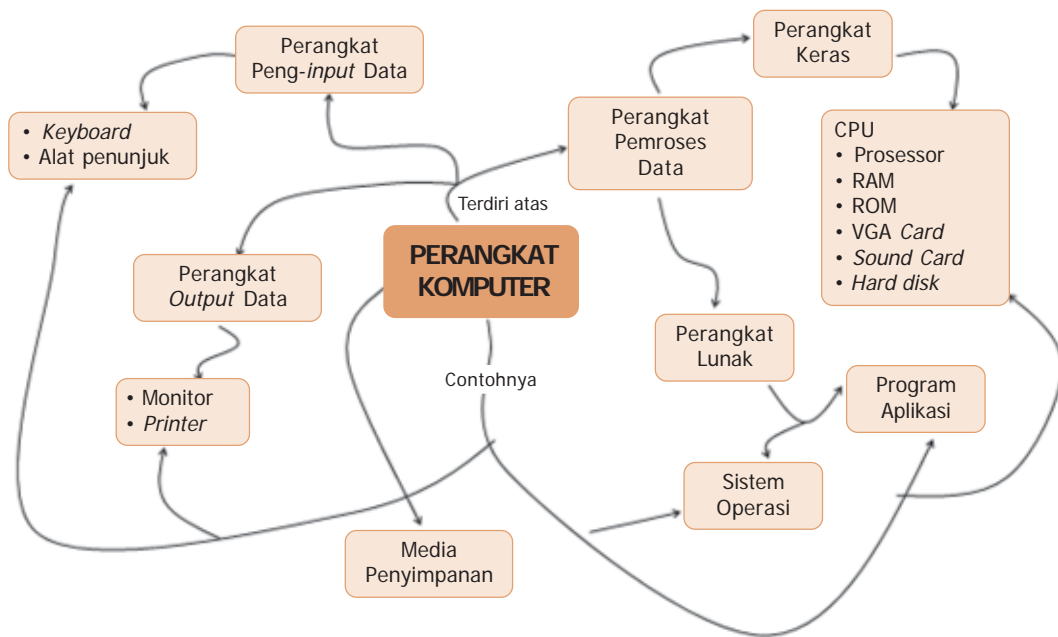 Perangkat
Peng-input Data
• Keyboard
• Alat penunjuk
Perangkat
Keras
Perangkat
Pemroses
Data
CPU
• Prosessor
• RAM
• ROM
• VGA Card
• Sound Card
• Hard disk
Terdiri atas
PERANGKAT
KOMPUTER
Perangkat
Output Data
• Monitor
• Printer
Contohnya
Perangkat
Lunak
Program
Aplikasi
Sistem
Operasi
Media
Penyimpanan